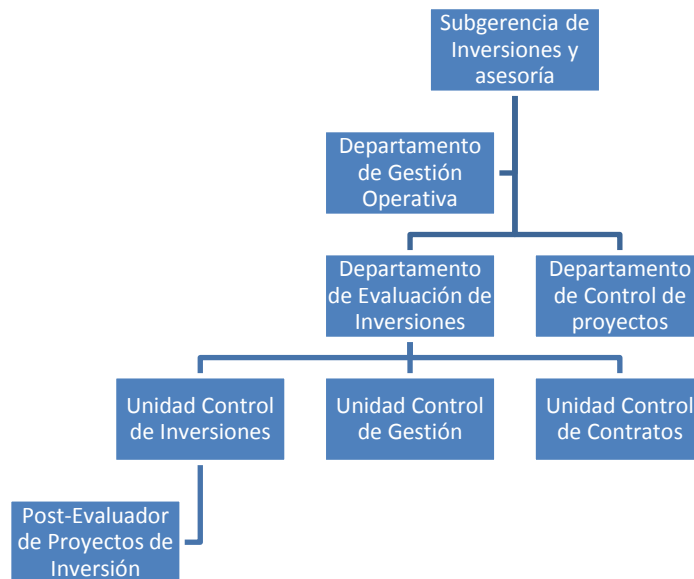 Subgerencia de
Inversiones y
asesoría
Departamento
de Gestión
Operativa
Departamento
de Evaluación de
Inversiones
Departamento
de Control de
proyectos
Unidad Control
de Inversiones
Unidad Control
de Gestión
Unidad Control
de Contratos
Post-Evaluador
de Proyectos de
Inversión